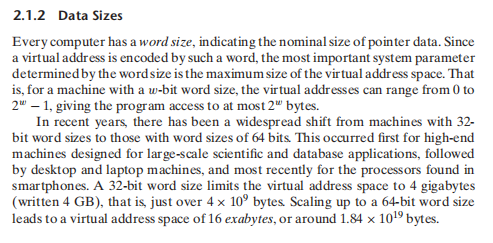 2.1.2 Data Sizes
Every computer has a word size, indicating the nominal size of pointer data. Since
a virtual address is encoded by such a word, the most important system parameter
determined by the word size is the maximum size of the virtual address space. That
is, for a machine with a w-bit word size, the virtual addresses can range from 0 to
2ʷ − 1, giving the program access to at most 2ʷ bytes.
In recent years, there has been a widespread shift from machines with 32-
bit word sizes to those with word sizes of 64 bits. This occurred first for high-end
machines designed for large-scale scientific and database applications, followed
by desktop and laptop machines, and most recently for the processors found in
smartphones. A 32-bit word size limits the virtual address space to 4 gigabytes
(written 4 GB), that is, just over 4 × 10⁹ bytes. Scaling up to a 64-bit word size
leads to a virtual address space of 16 exabytes, or around 1.84 × 10¹⁹ bytes.